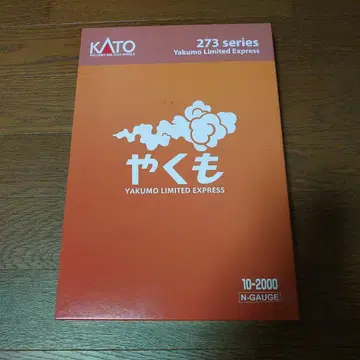 KATO
273 series
Yakumo Limited Express
やくも
YAKUMO LIMITED EXPRESS
10-2000
N-GAUGE